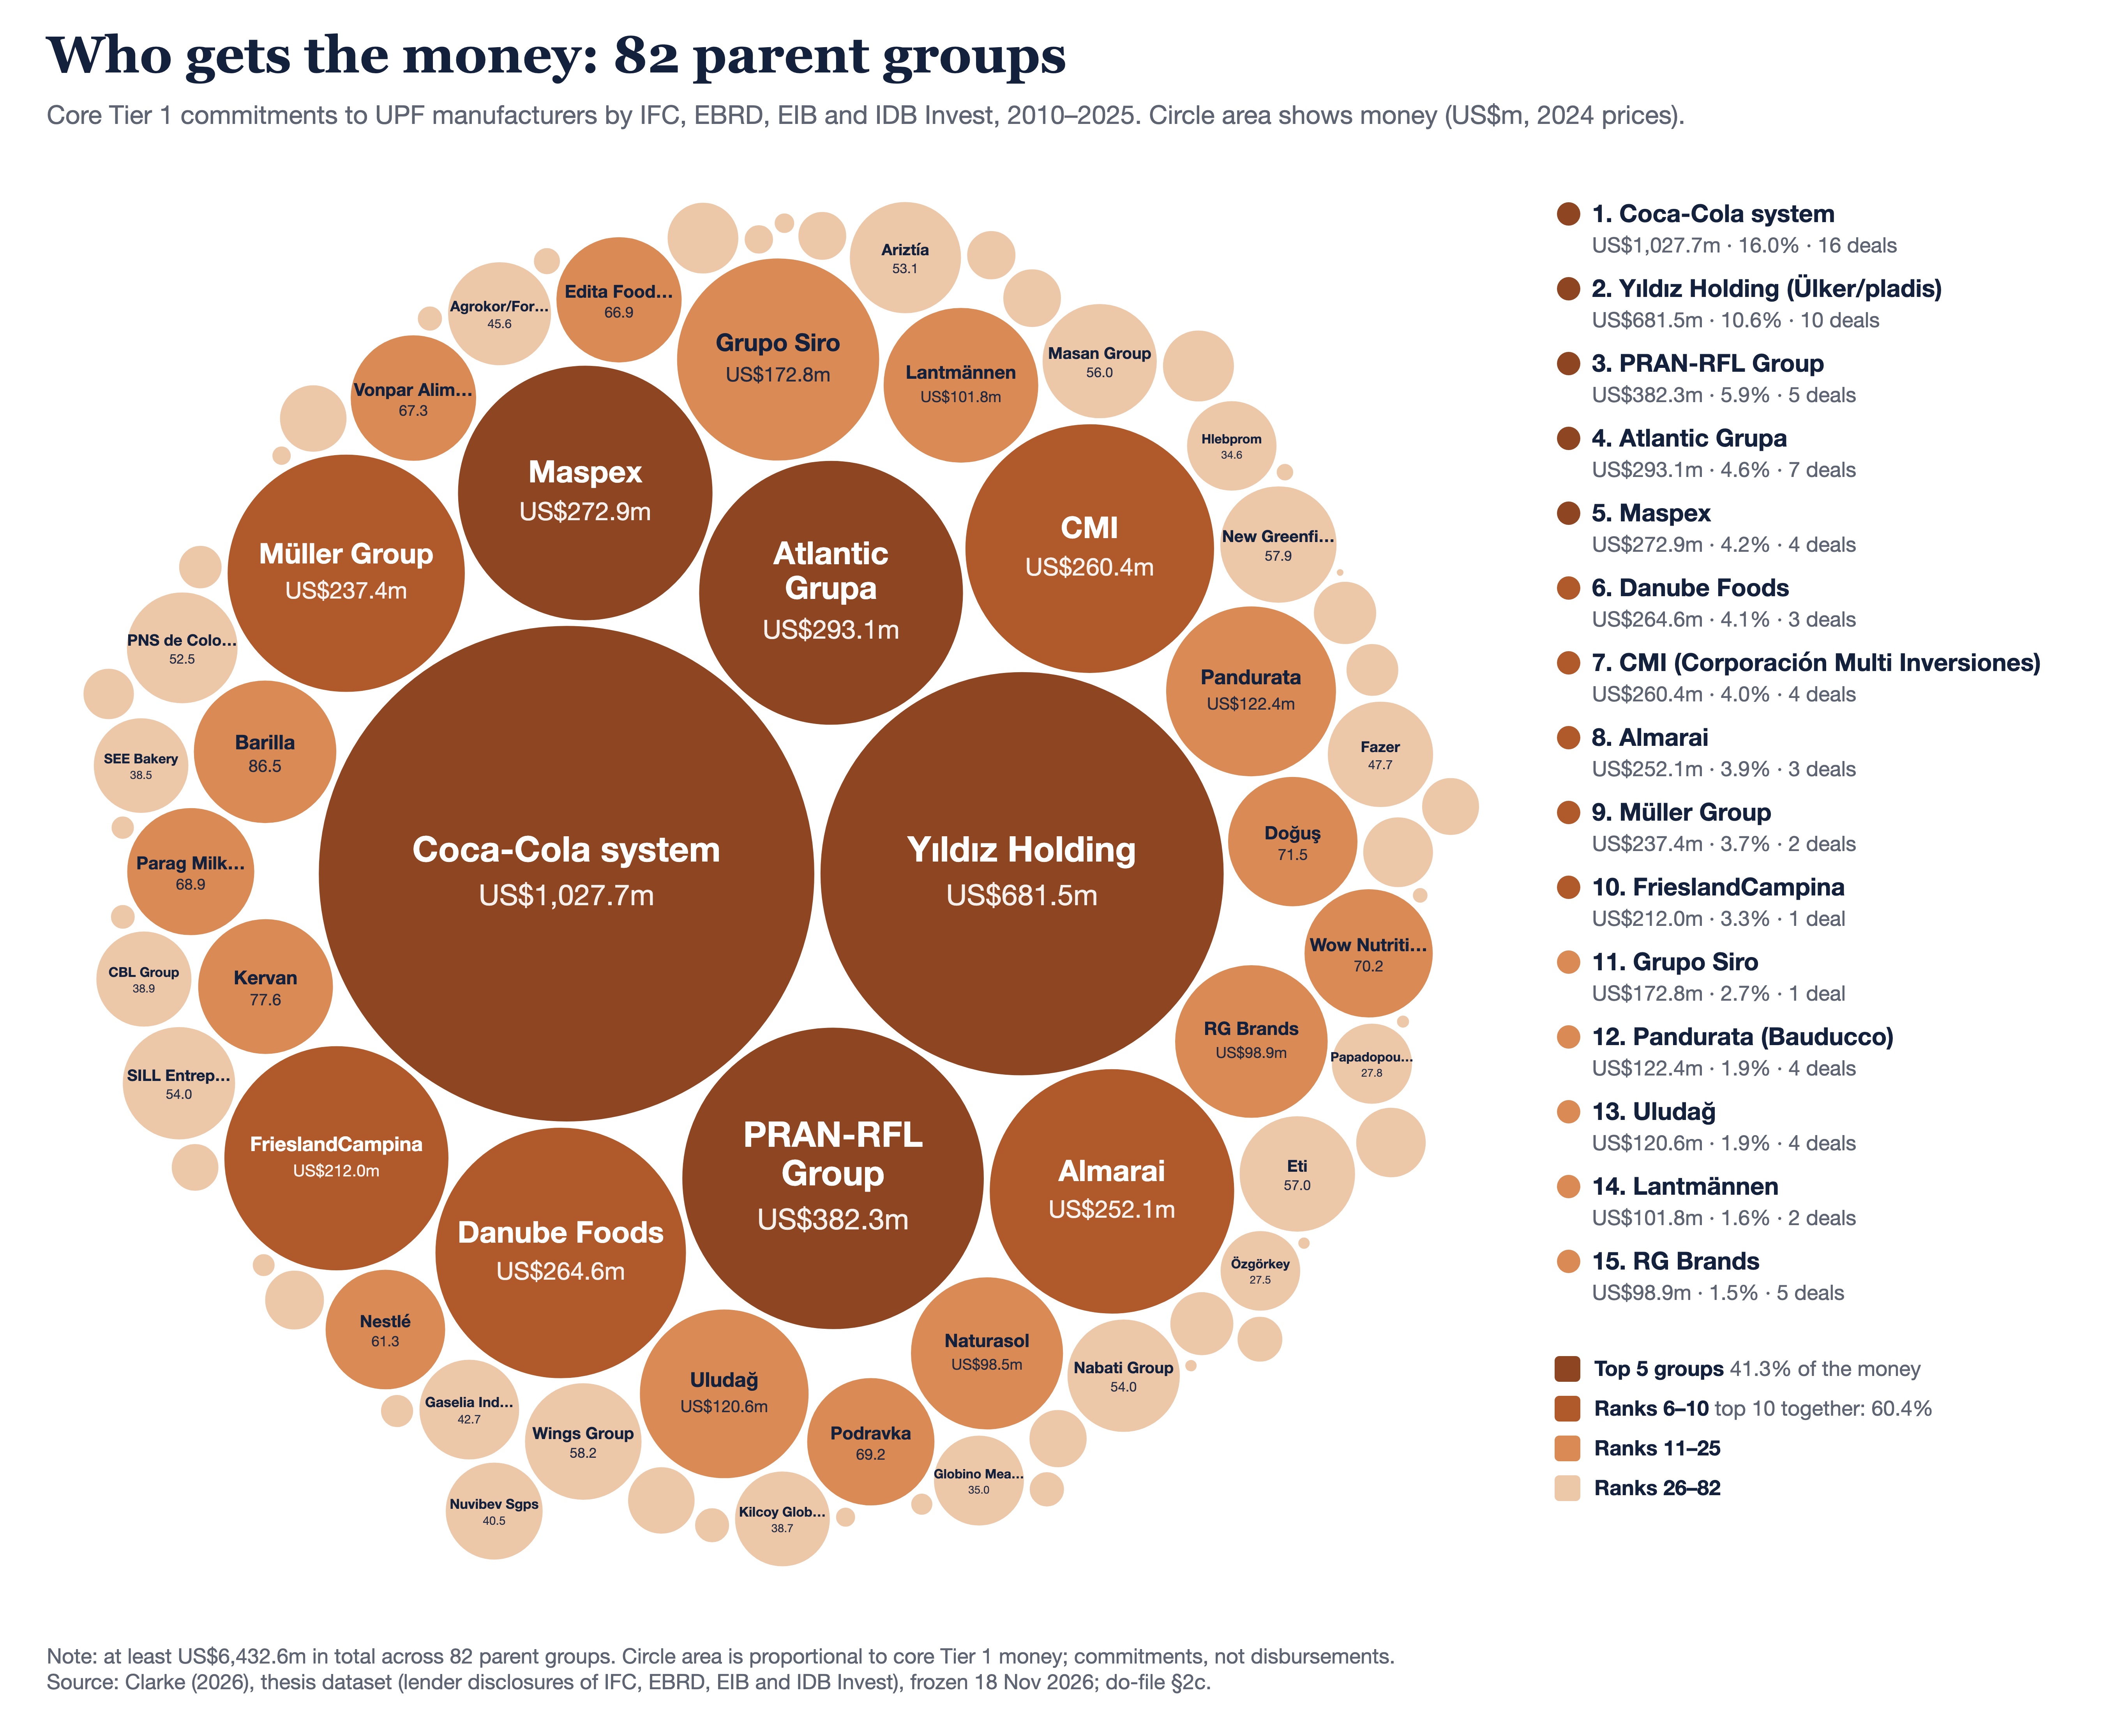 Who gets the money: 82 parent groups
Core Tier 1 commitments to UPF manufacturers by IFC, EBRD, EIB and IDB Invest, 2010–2025. Circle area shows money (US$m, 2024 prices).
Ariztía
53.1
Edita Food…
66.9
Agrokor/For…
45.6
Grupo Siro
US$172.8m
Masan Group
56.0
Lantmännen
US$101.8m
Vonpar Alim…
67.3
Hlebprom
34.6
Maspex
US$272.9m
CMI
US$260.4m
New Greenfi…
57.9
Müller Group
US$237.4m
Atlantic
Grupa
US$293.1m
PNS de Colo…
52.5
Pandurata
US$122.4m
Barilla
86.5
Fazer
47.7
SEE Bakery
38.5
Doğuş
71.5
Coca-Cola system
US$1,027.7m
Yıldız Holding
US$681.5m
Parag Milk…
68.9
Wow Nutriti…
70.2
CBL Group
38.9
Kervan
77.6
RG Brands
US$98.9m
Papadopou…
27.8
SILL Entrep…
54.0
FrieslandCampina
US$212.0m
PRAN-RFL
Group
US$382.3m
Almarai
US$252.1m
Eti
57.0
Danube Foods
US$264.6m
Özgörkey
27.5
Nestlé
61.3
Naturasol
US$98.5m
Nabati Group
54.0
Uludağ
US$120.6m
Gaselia Ind…
42.7
Wings Group
58.2
Podravka
69.2
Globino Mea…
35.0
Nuvibev Sgps
40.5
Kilcoy Glob…
38.7
1. Coca-Cola system
US$1,027.7m · 16.0% · 16 deals
2. Yıldız Holding (Ülker/pladis)
US$681.5m · 10.6% · 10 deals
3. PRAN-RFL Group
US$382.3m · 5.9% · 5 deals
4. Atlantic Grupa
US$293.1m · 4.6% · 7 deals
5. Maspex
US$272.9m · 4.2% · 4 deals
6. Danube Foods
US$264.6m · 4.1% · 3 deals
7. CMI (Corporación Multi Inversiones)
US$260.4m · 4.0% · 4 deals
8. Almarai
US$252.1m · 3.9% · 3 deals
9. Müller Group
US$237.4m · 3.7% · 2 deals
10. FrieslandCampina
US$212.0m · 3.3% · 1 deal
11. Grupo Siro
US$172.8m · 2.7% · 1 deal
12. Pandurata (Bauducco)
US$122.4m · 1.9% · 4 deals
13. Uludağ
US$120.6m · 1.9% · 4 deals
14. Lantmännen
US$101.8m · 1.6% · 2 deals
15. RG Brands
US$98.9m · 1.5% · 5 deals
Top 5 groups 41.3% of the money
Ranks 6–10 top 10 together: 60.4%
Ranks 11–25
Ranks 26–82
Note: at least US$6,432.6m in total across 82 parent groups. Circle area is proportional to core Tier 1 money; commitments, not disbursements.
Source: Clarke (2026), thesis dataset (lender disclosures of IFC, EBRD, EIB and IDB Invest), frozen 18 Nov 2026; do-file §2c.